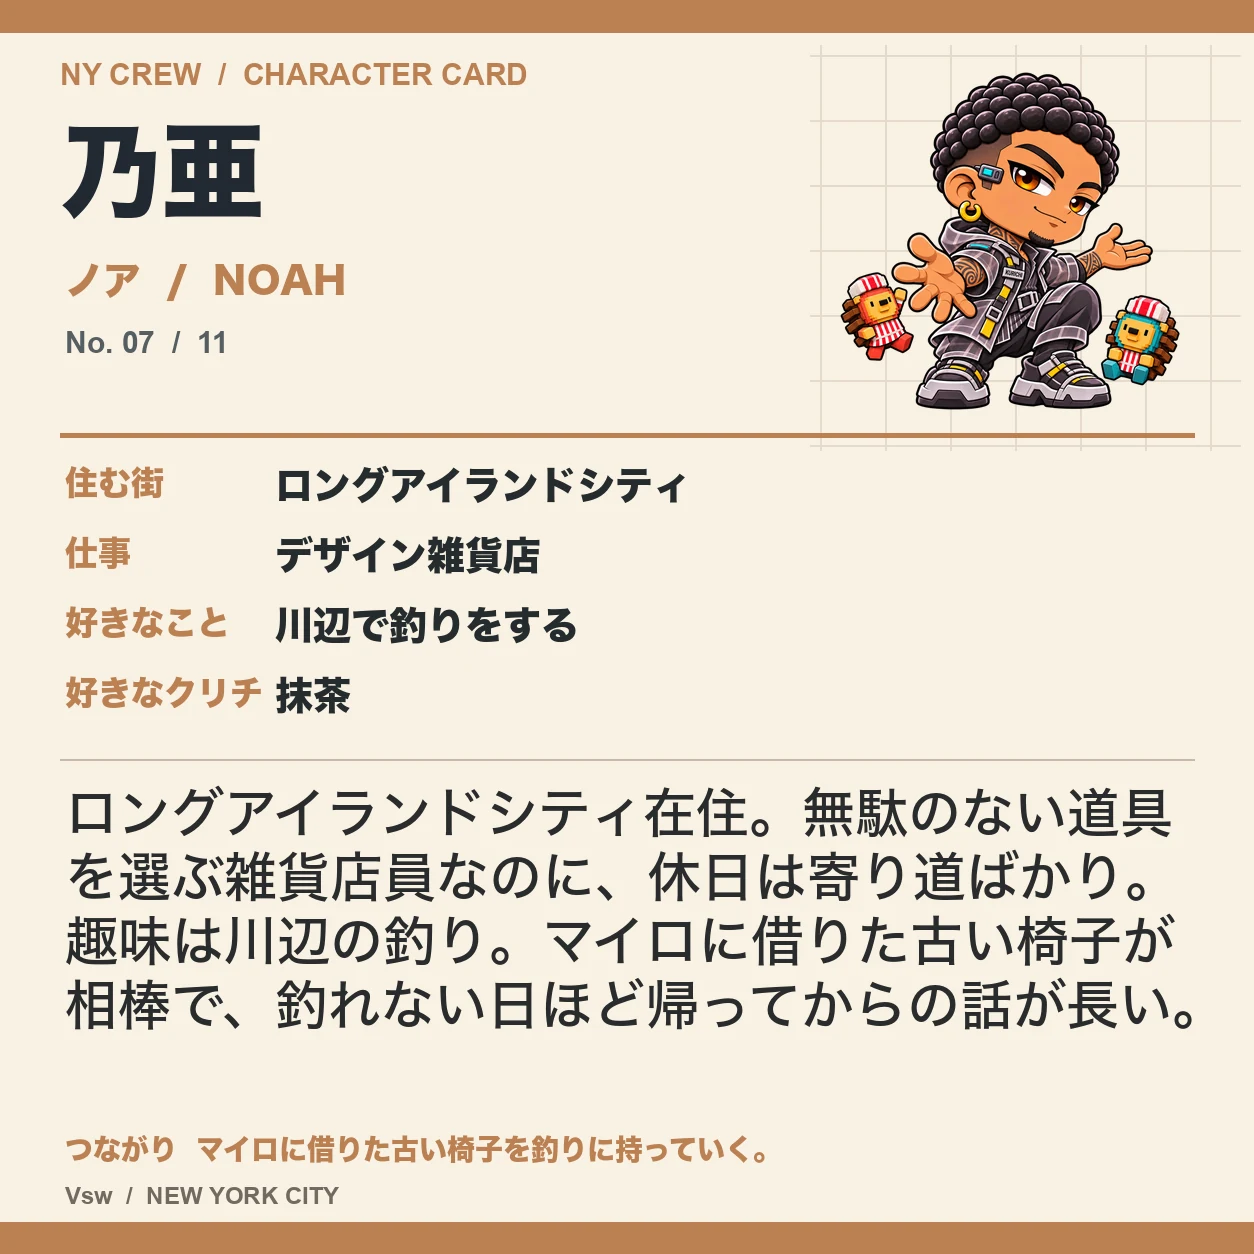 NY CREW / CHARACTER CARD
乃亜
ノア / NOAH
No. 07 / 11
住む街 ロングアイランドシティ
仕事 デザイン雑貨店
好きなこと 川辺で釣りをする
好きなクリチ 抹茶
ロングアイランドシティ在住。無駄のない道具
を選ぶ雑貨店員なのに、休日は寄り道ばかり。
趣味は川辺の釣り。マイロに借りた古い椅子が
相棒で、釣れない日ほど帰ってからの話が長い。
つながり マイロに借りた古い椅子を釣りに持っていく。
Vsw / NEW YORK CITY